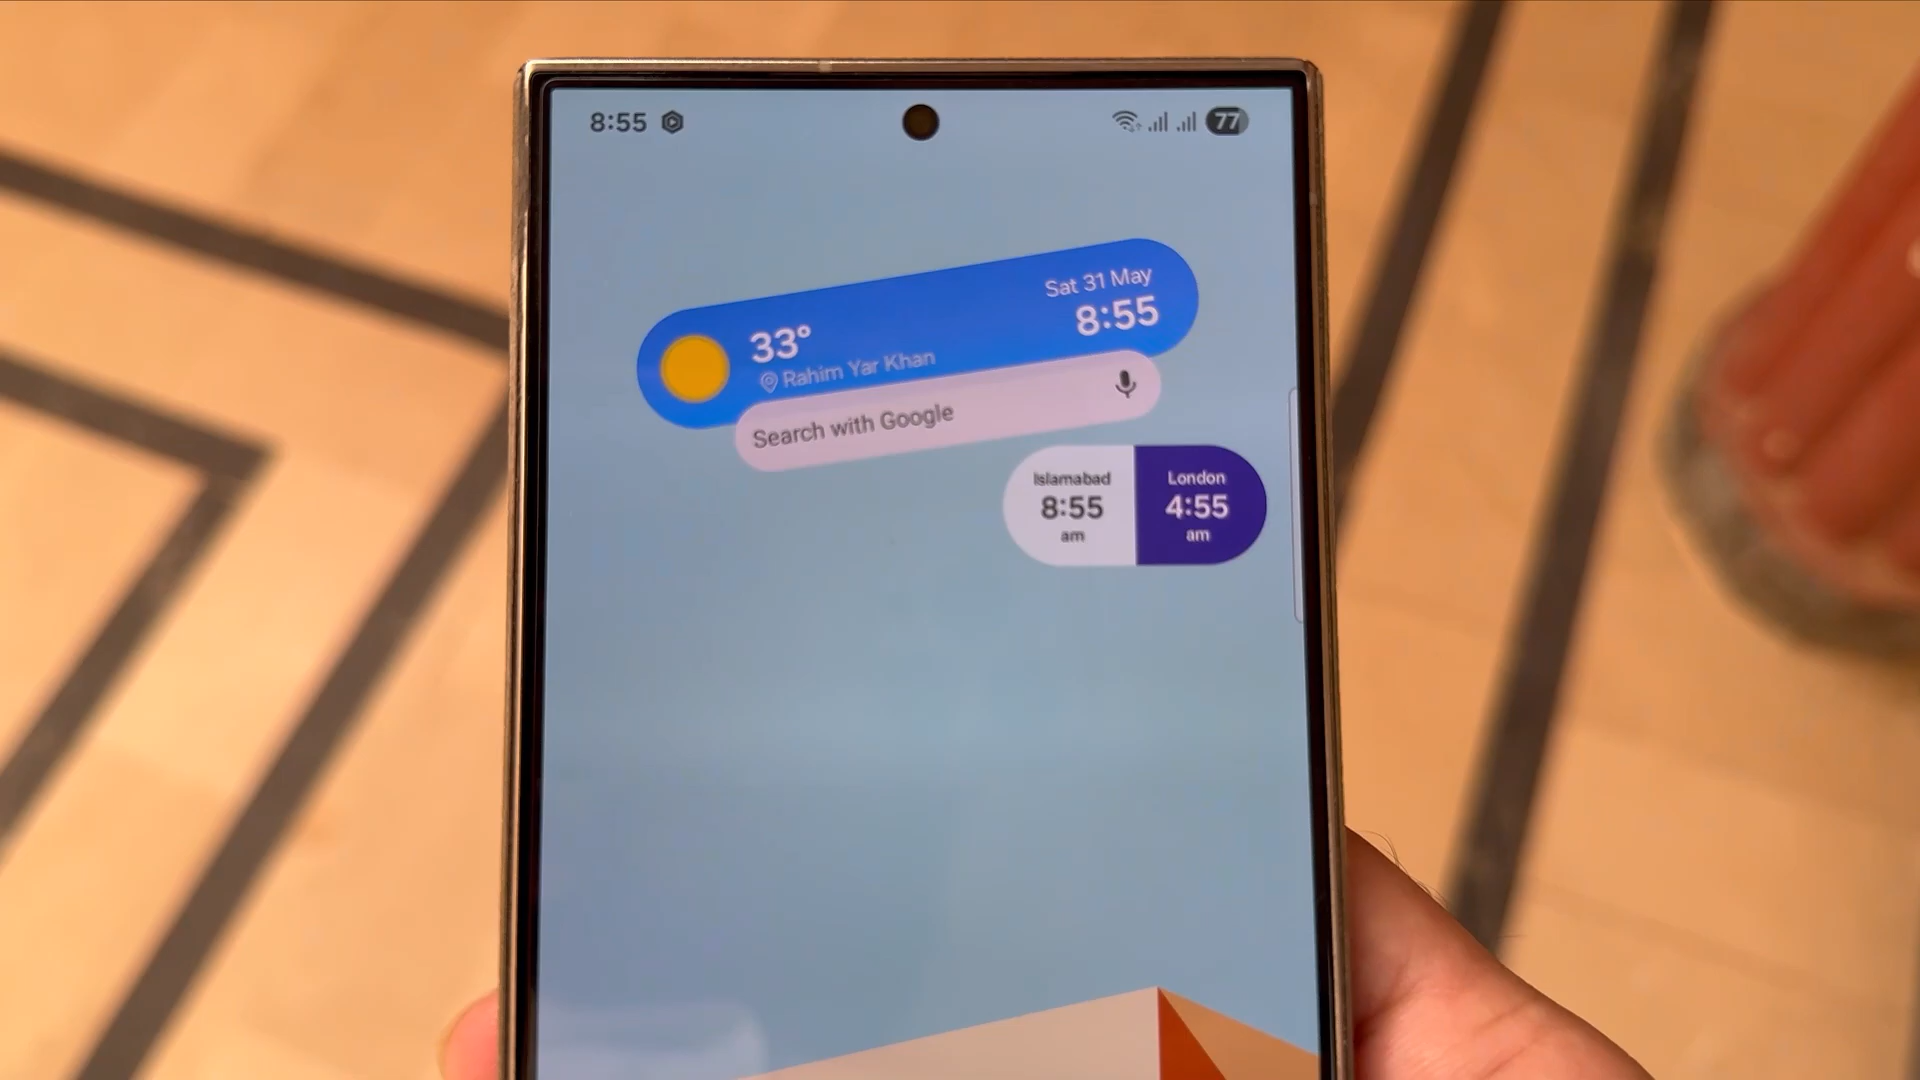 8:55
77
Sat 31 May
8:55
33°
Rahim Yar Khan
Search with Google
Islamabad
8:55
am
London
4:55
am